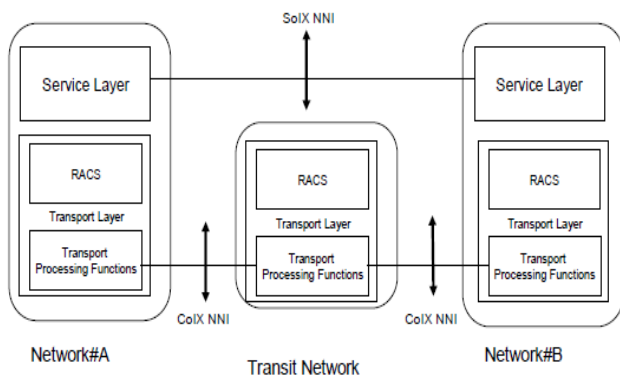 SoIX NNI
Service Layer
Service Layer
RACS
Transport Layer
Transport
Processing Functions
RACS
Transport Layer
Transport
Processing Functions
RACS
Transport Layer
Transport
Processing Functions
CoIX NNI
CoIX NNI
Network#A
Transit Network
Network#B